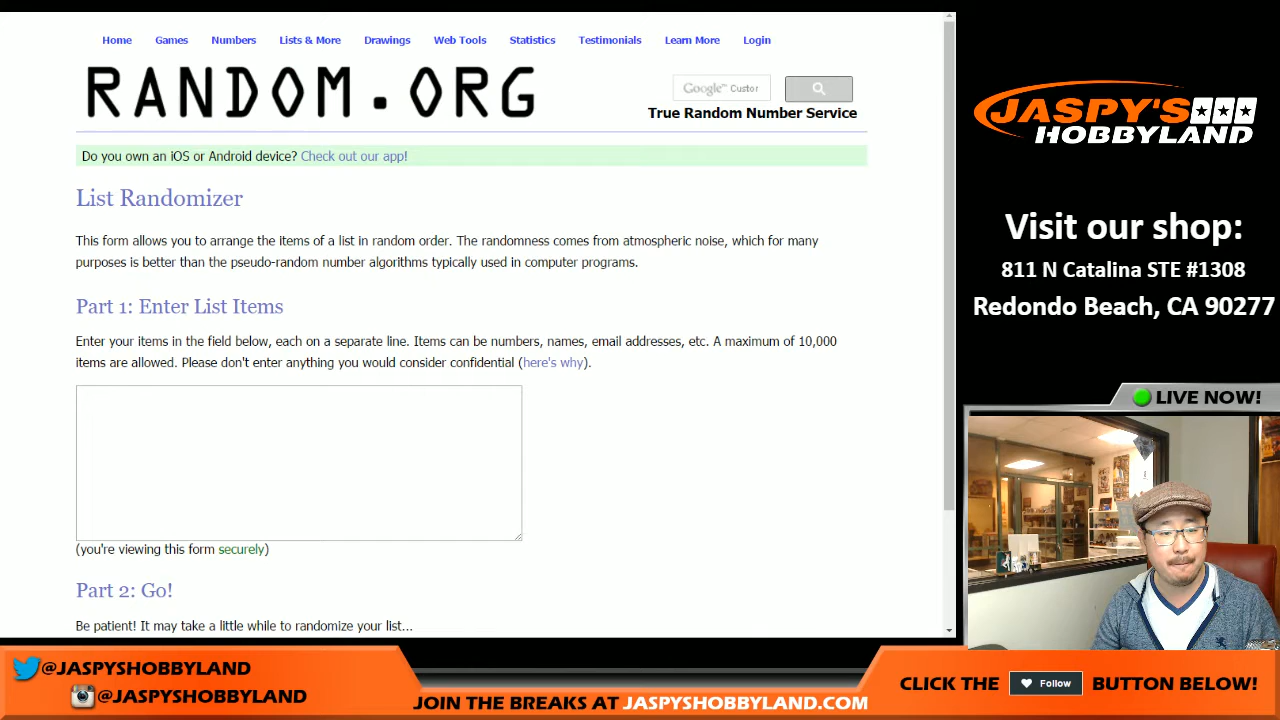 Home Games Numbers Lists & More Drawings Web Tools Statistics Testimonials Learn More Login
RANDOM.ORG
Google™ Custor
True Random Number Service
Do you own an iOS or Android device? Check out our app!
List Randomizer
This form allows you to arrange the items of a list in random order. The randomness comes from atmospheric noise, which for many
purposes is better than the pseudo-random number algorithms typically used in computer programs.
Part 1: Enter List Items
Enter your items in the field below, each on a separate line. Items can be numbers, names, email addresses, etc. A maximum of 10,000
items are allowed. Please don't enter anything you would consider confidential (here's why).
(you're viewing this form securely)
Part 2: Go!
Be patient! It may take a little while to randomize your list...
JASPY'S
HOBBYLAND
Visit our shop:
811 N Catalina STE #1308
Redondo Beach, CA 90277
LIVE NOW!
@JASPYSHOBBYLAND
@JASPYSHOBBYLAND
JOIN THE BREAKS AT JASPYSHOBBYLAND.COM
CLICK THE Follow BUTTON BELOW!